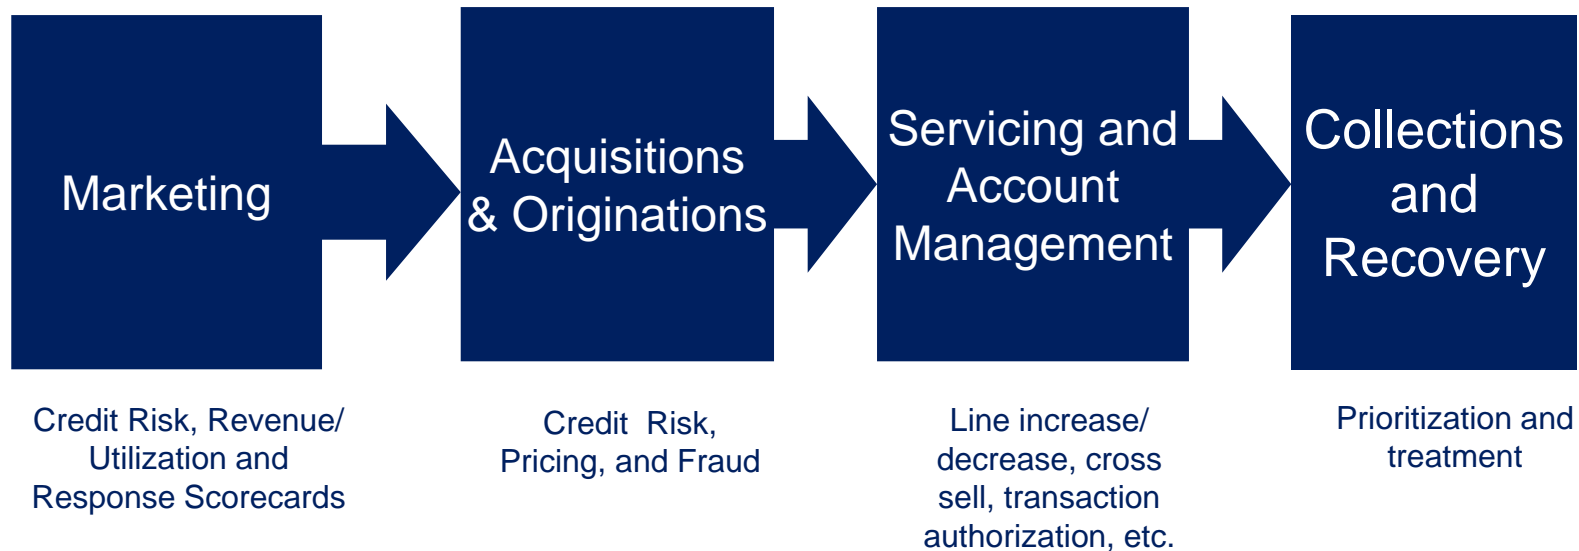 Marketing
Acquisitions
& Originations
Servicing and
Account
Management
Collections
and
Recovery
Credit Risk, Revenue/
Utilization and
Response Scorecards
Credit  Risk,
Pricing, and Fraud
Line increase/
decrease, cross
sell, transaction
authorization, etc.
Prioritization and
treatment